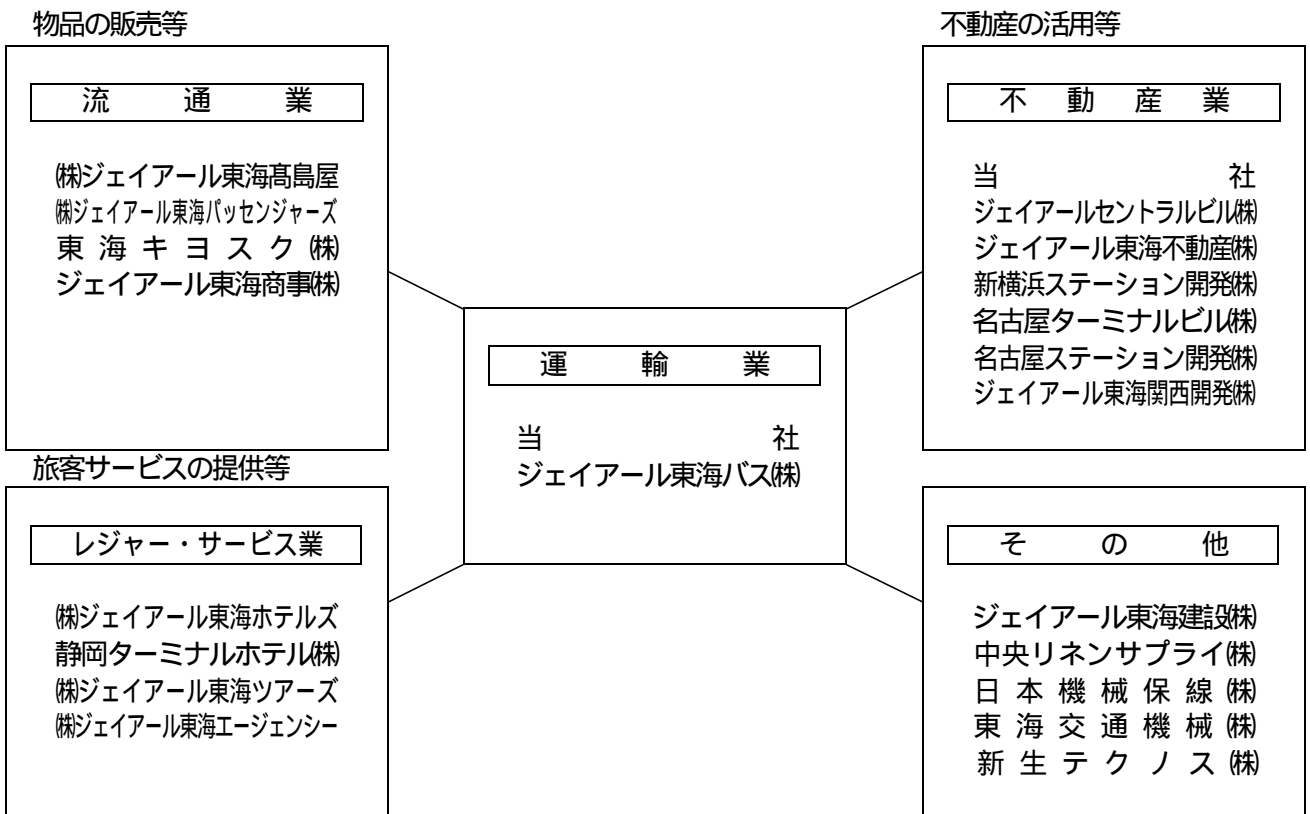 物品の販売等
流通業
㈱ジェイアール東海髙島屋
㈱ジェイアール東海パッセンジャーズ
東海キヨスク㈱
ジェイアール東海商事㈱
旅客サービスの提供等
レジャー・サービス業
㈱ジェイアール東海ホテルズ
静岡ターミナルホテル㈱
㈱ジェイアール東海ツアーズ
㈱ジェイアール東海エージェンシー
運輸業
当社
ジェイアール東海バス㈱
不動産の活用等
不動産業
当社
ジェイアールセントラルビル㈱
ジェイアール東海不動産㈱
新横浜ステーション開発㈱
名古屋ターミナルビル㈱
名古屋ステーション開発㈱
ジェイアール東海関西開発㈱
その他
ジェイアール東海建設㈱
中央リネンサプライ㈱
日本機械保線㈱
東海交通機械㈱
新生テクノス㈱